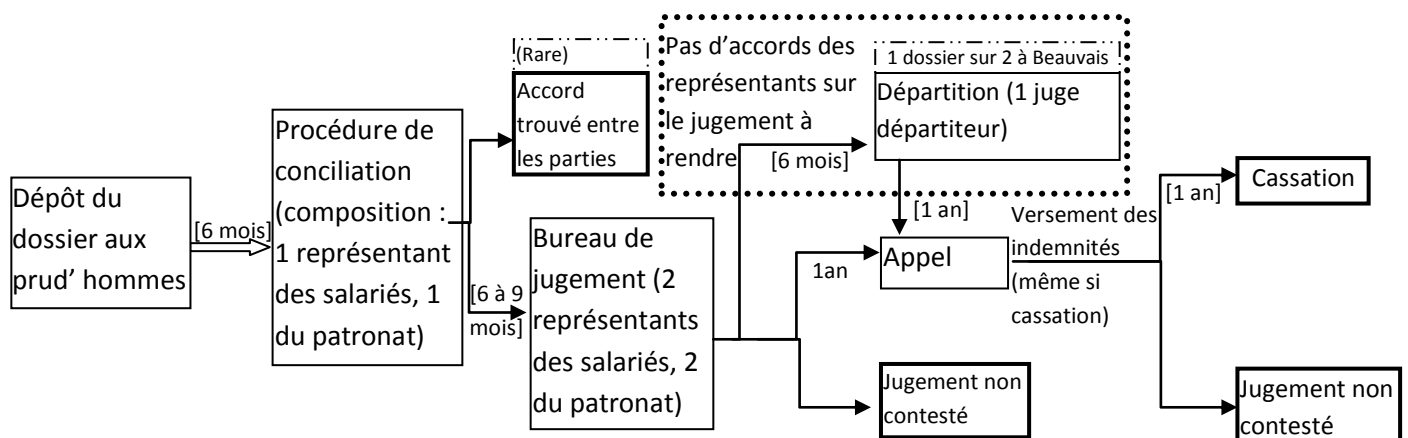 Dépôt du
dossier aux
prud’ hommes
[6 mois]
Procédure de
conciliation
(composition :
1 représentant
des salariés, 1
du patronat)
(Rare)
Accord
trouvé entre
les parties
[6 à 9
mois]
Bureau de
jugement (2
représentants
des salariés, 2
du patronat)
Pas d’accords des
représentants sur
le jugement à
rendre
[6 mois]
1 dossier sur 2 à Beauvais
Départition (1 juge
départiteur)
[1 an]
1an
Appel
Jugement non
contesté
Versement des
indemnités
(même si
cassation)
[1 an]
Cassation
Jugement non
contesté